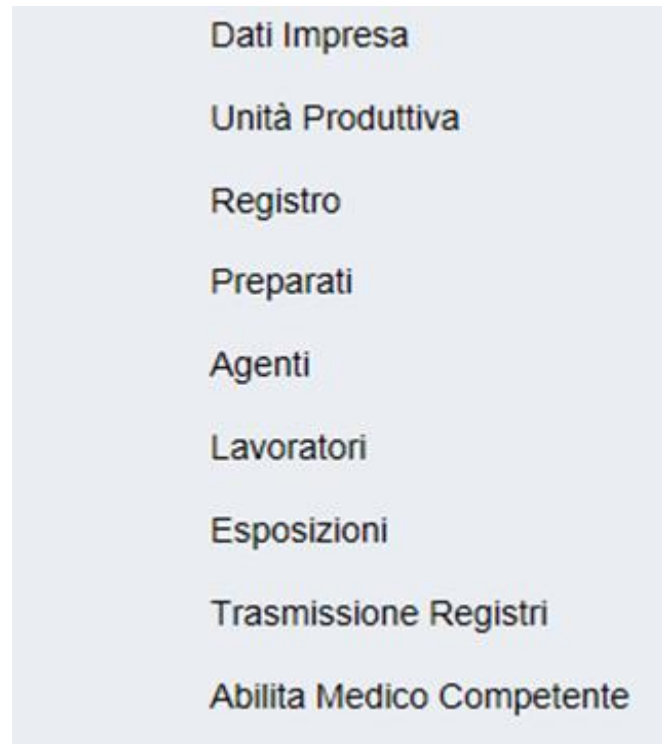 Dati Impresa
Unità Produttiva
Registro
Preparati
Agenti
Lavoratori
Esposizioni
Trasmissione Registri
Abilita Medico Competente